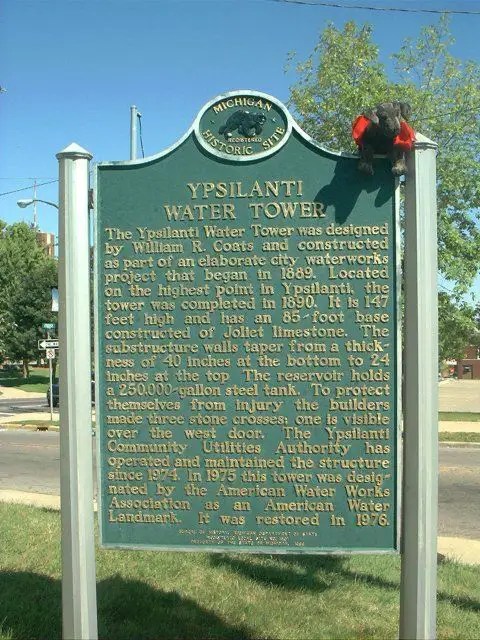 MICHIGAN
REGISTERED
HISTORIC SITE
YPSILANTI
WATER TOWER
The Ypsilanti Water Tower was designed
by William R. Coats and constructed
as part of an elaborate city waterworks
project that began in 1889. Located
on the highest point in Ypsilanti, the
tower was completed in 1890. It is 147
feet high and has an 85-foot base
constructed of Joliet limestone. The
substructure walls taper from a thick-
ness of 40 inches at the bottom to 24
inches at the top. The reservoir holds
a 250,000-gallon steel tank. To protect
themselves from injury the builders
made three stone crosses; one is visible
over the west door. The Ypsilanti
Community Utilities Authority has
operated and maintained the structure
since 1974. In 1975 this tower was desig-
nated by the American Water Works
Association as an American Water
Landmark. It was restored in 1976.